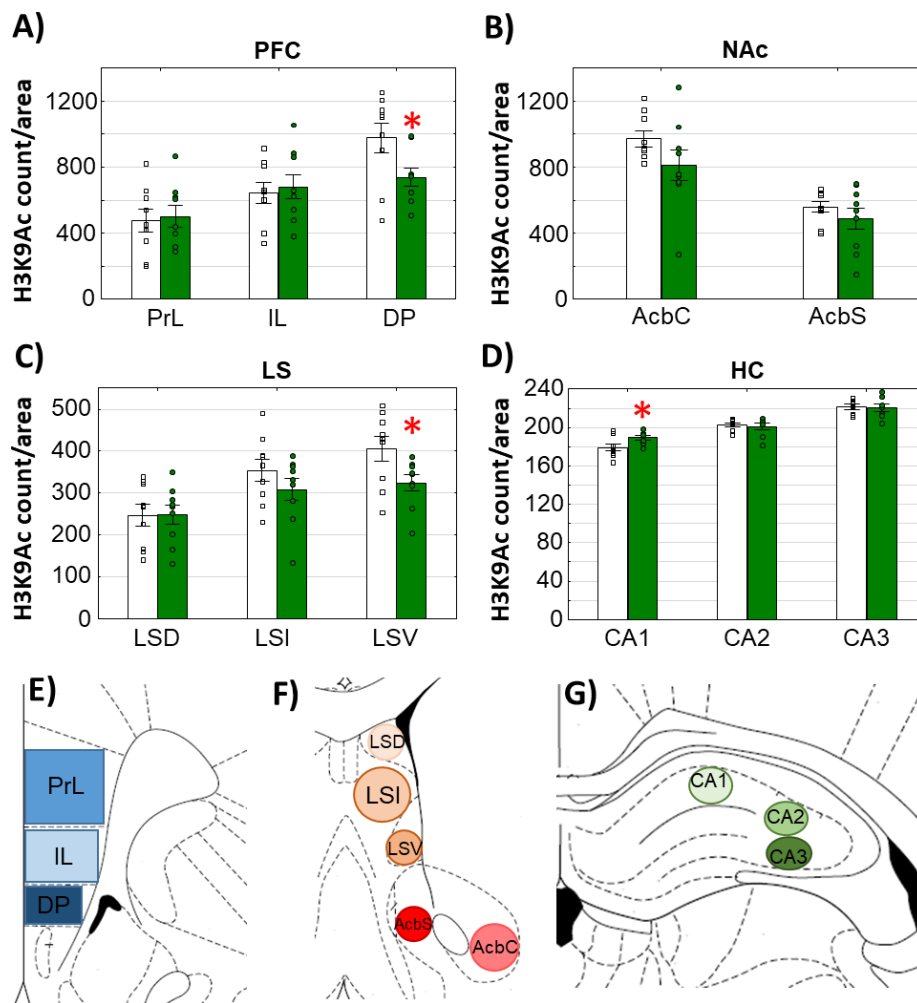 A)
PFC
H3K9Ac count/area
1200
800
400
0
*
PrL IL DP
B)
NAc
H3K9Ac count/area
1200
800
400
0
AcbC AcbS
C)
LS
H3K9Ac count/area
500
400
300
200
100
0
*
LSD LSI LSV
D)
HC
H3K9Ac count/area
240
200
160
120
80
40
0
*
CA1 CA2 CA3
E)
PrL
IL
DP
F)
LSD
LSI
LSV
AcbS
AcbC
G)
CA1
CA2
CA3